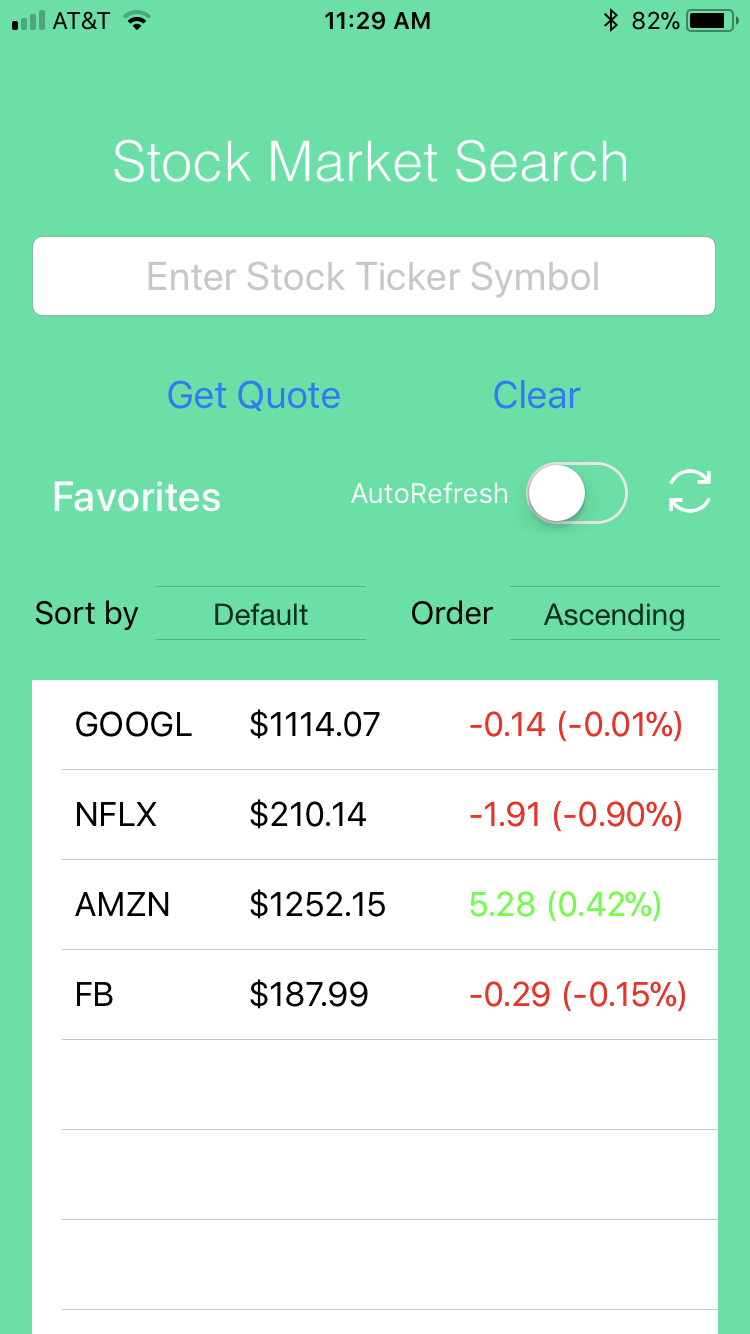 AT&T 11:29 AM 82%
Stock Market Search
Enter Stock Ticker Symbol
Get Quote Clear
Favorites AutoRefresh
Sort by Default Order Ascending
GOOGL $1114.07 -0.14 (-0.01%)
NFLX $210.14 -1.91 (-0.90%)
AMZN $1252.15 5.28 (0.42%)
FB $187.99 -0.29 (-0.15%)